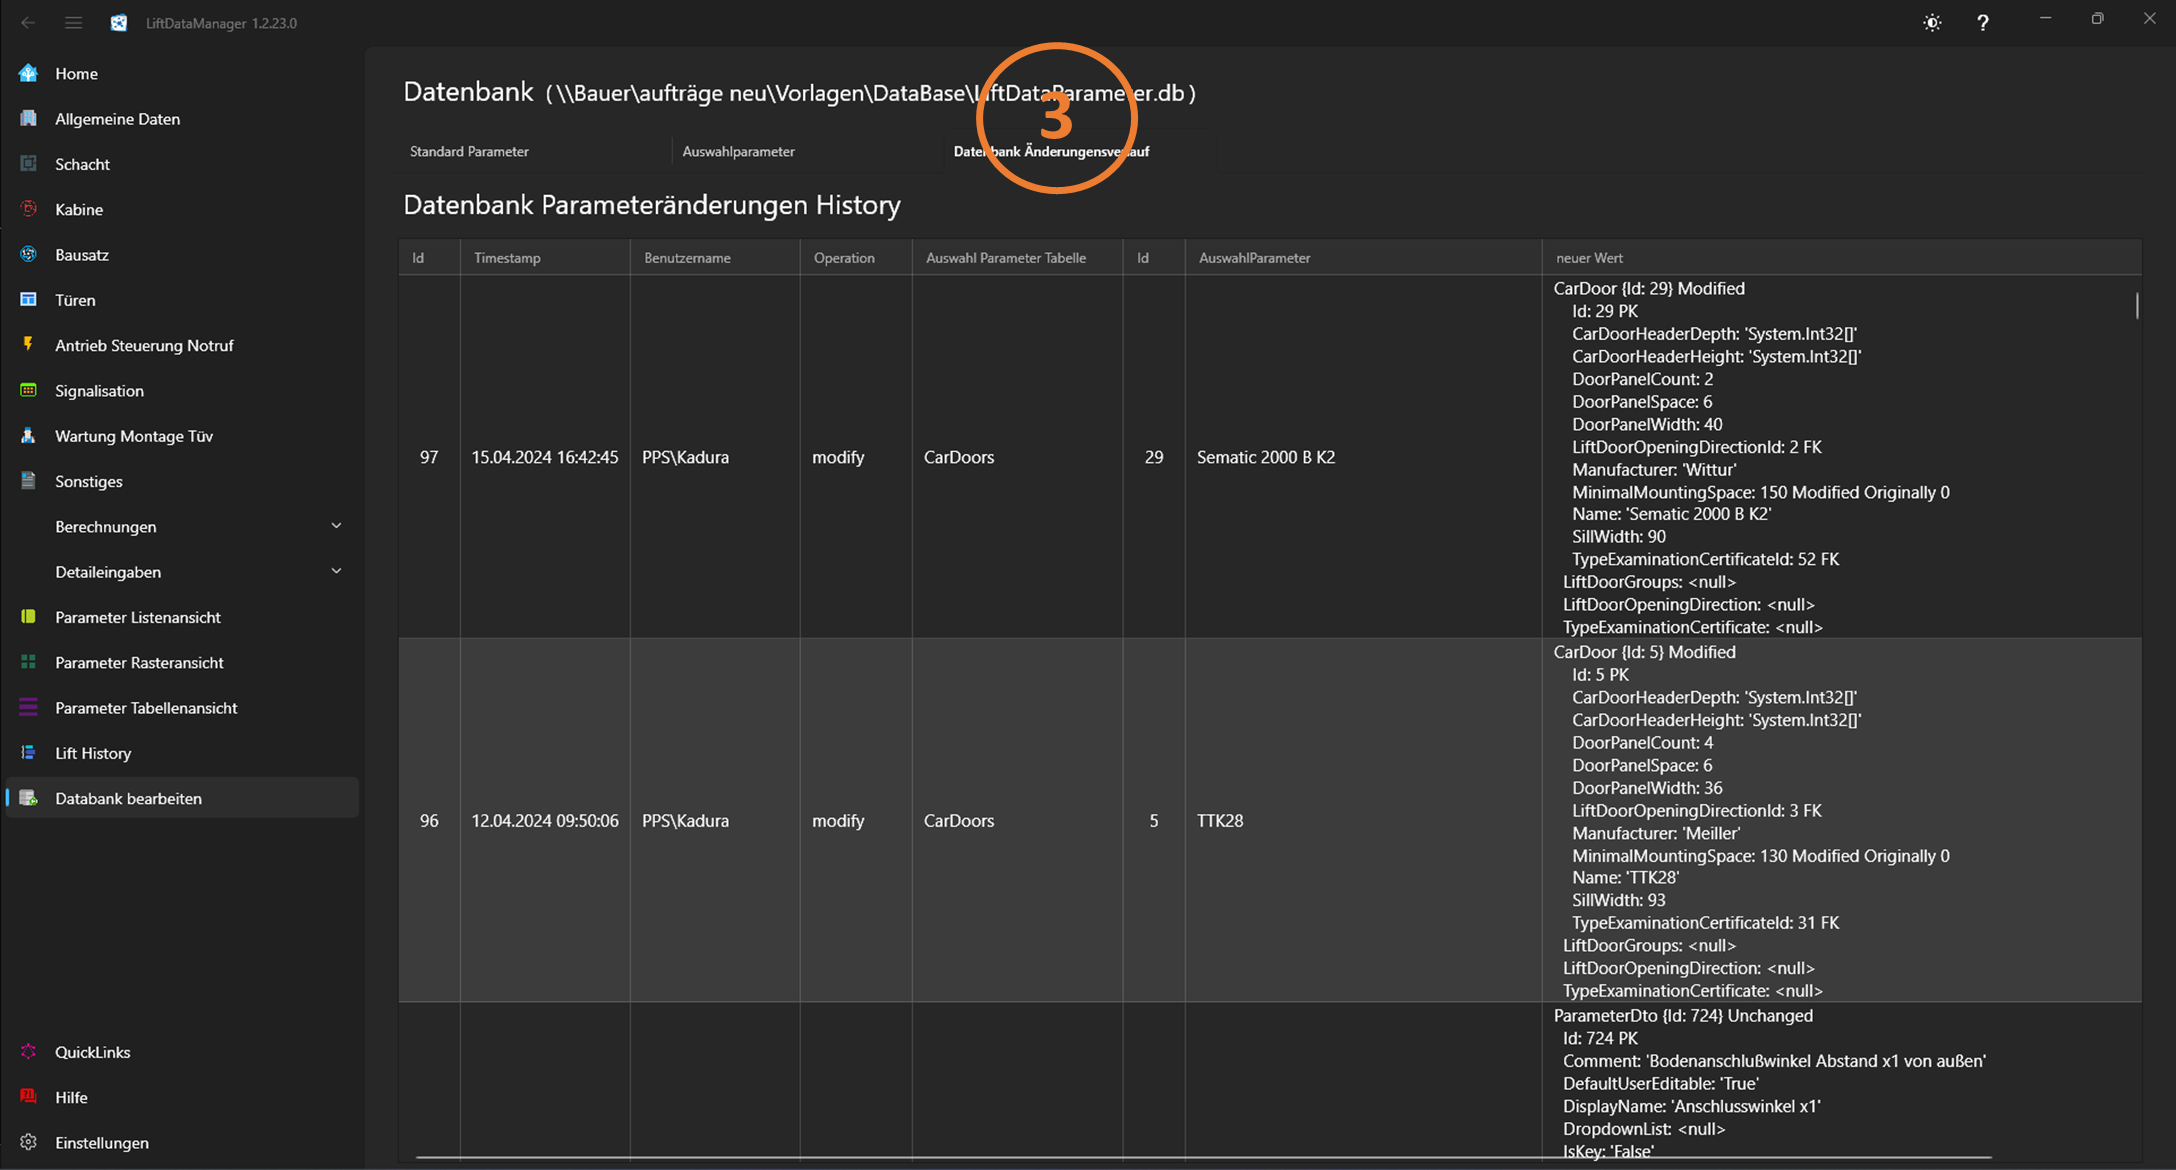 LiftDataManager 1.2.23.0
?
Home
Allgemeine Daten
Schacht
Kabine
Bausatz
Türen
Antrieb Steuerung Notruf
Signalisation
Wartung Montage Tüv
Sonstiges
Berechnungen
Detaileingaben
Parameter Listenansicht
Parameter Rasteransicht
Parameter Tabellenansicht
Lift History
Databank bearbeiten
QuickLinks
Hilfe
Einstellungen
Datenbank (\\Bauer\aufträge neu\Vorlagen\DataBase\LiftDataParameter.db)
3
Standard Parameter
Auswahlparameter
Datenbank Änderungensverlauf
Datenbank Parameteränderungen History
Id Timestamp Benutzername Operation Auswahl Parameter Tabelle Id AuswahlParameter neuer Wert
97 15.04.2024 16:42:45 PPS\Kadura modify CarDoors 29 Sematic 2000 B K2
CarDoor {Id: 29} Modified
Id: 29 PK
CarDoorHeaderDepth: 'System.Int32[]'
CarDoorHeaderHeight: 'System.Int32[]'
DoorPanelCount: 2
DoorPanelSpace: 6
DoorPanelWidth: 40
LiftDoorOpeningDirectionId: 2 FK
Manufacturer: 'Wittur'
MinimalMountingSpace: 150 Modified Originally 0
Name: 'Sematic 2000 B K2'
SillWidth: 90
TypeExaminationCertificateId: 52 FK
LiftDoorGroups: <null>
LiftDoorOpeningDirection: <null>
TypeExaminationCertificate: <null>
96 12.04.2024 09:50:06 PPS\Kadura modify CarDoors 5 TTK28
CarDoor {Id: 5} Modified
Id: 5 PK
CarDoorHeaderDepth: 'System.Int32[]'
CarDoorHeaderHeight: 'System.Int32[]'
DoorPanelCount: 4
DoorPanelSpace: 6
DoorPanelWidth: 36
LiftDoorOpeningDirectionId: 3 FK
Manufacturer: 'Meiller'
MinimalMountingSpace: 130 Modified Originally 0
Name: 'TTK28'
SillWidth: 93
TypeExaminationCertificateId: 31 FK
LiftDoorGroups: <null>
LiftDoorOpeningDirection: <null>
TypeExaminationCertificate: <null>
ParameterDto {Id: 724} Unchanged
Id: 724 PK
Comment: 'Bodenanschlußwinkel Abstand x1 von außen'
DefaultUserEditable: 'True'
DisplayName: 'Anschlusswinkel x1'
DropdownList: <null>
IsKey: 'False'